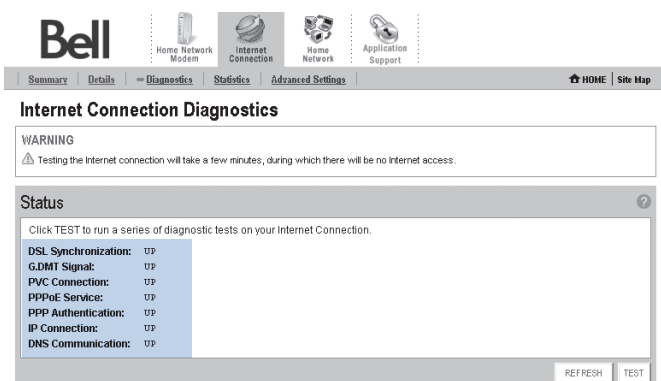 Bell
Home Network
Modem
Internet
Connection
Home
Network
Application
Support
Summary
Details
Diagnostics
Statistics
Advanced Settings
HOME
Site Map
Internet Connection Diagnostics
WARNING
Testing the Internet connection will take a few minutes, during which there will be no Internet access.
Status
?
Click TEST to run a series of diagnostic tests on your Internet Connection.
DSL Synchronization: UP
G.DMT Signal: UP
PVC Connection: UP
PPPoE Service: UP
PPP Authentication: UP
IP Connection: UP
DNS Communication: UP
REFRESH
TEST